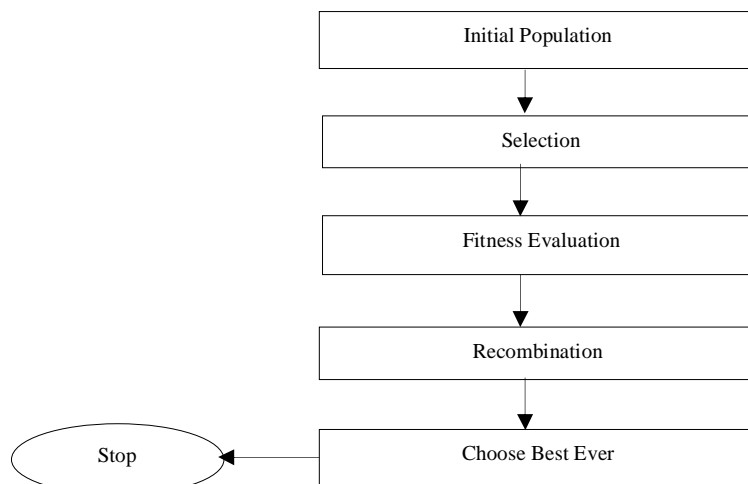 Initial Population
Selection
Fitness Evaluation
Recombination
Choose Best Ever
Stop